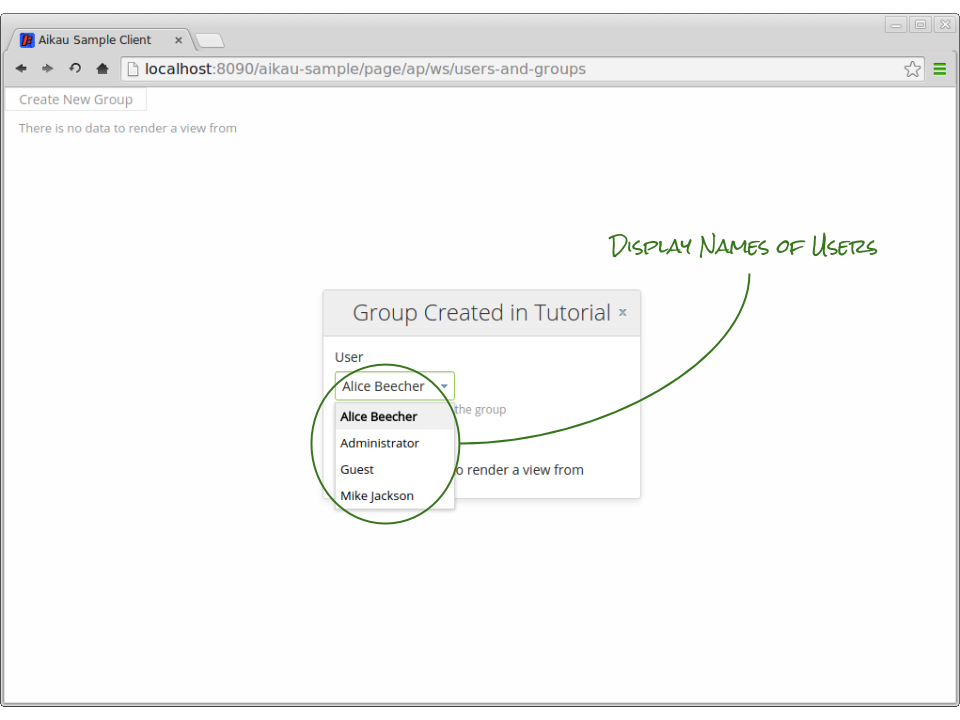 Aikau Sample Client
localhost:8090/aikau-sample/page/ap/ws/users-and-groups
Create New Group
There is no data to render a view from
Display Names of Users
Group Created in Tutorial x
User
Alice Beecher
the group
Alice Beecher
Administrator
Guest
o render a view from
Mike Jackson